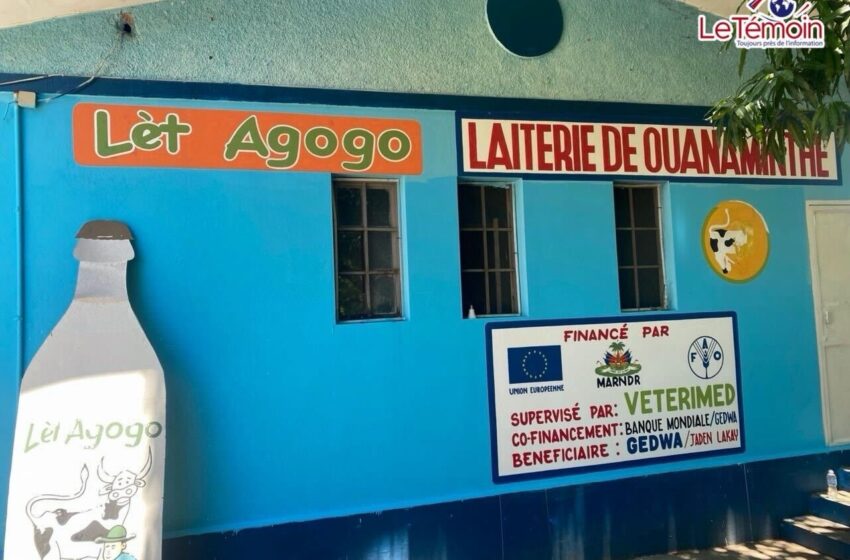 LeTémoin
Toujours près de l'information
Lèt Agogo
LAITERIE DE OUANAMINTHE
FINANCÉ PAR
UNION EUROPEENNE
MARNDR
FAO
SUPERVISÉ PAR: VETERIMED
CO-FINANCEMENT: BANQUE MONDIALE/GEDWA
BENEFICIAIRE : GEDWA/JADEN LAKAY
Lèt Agogo